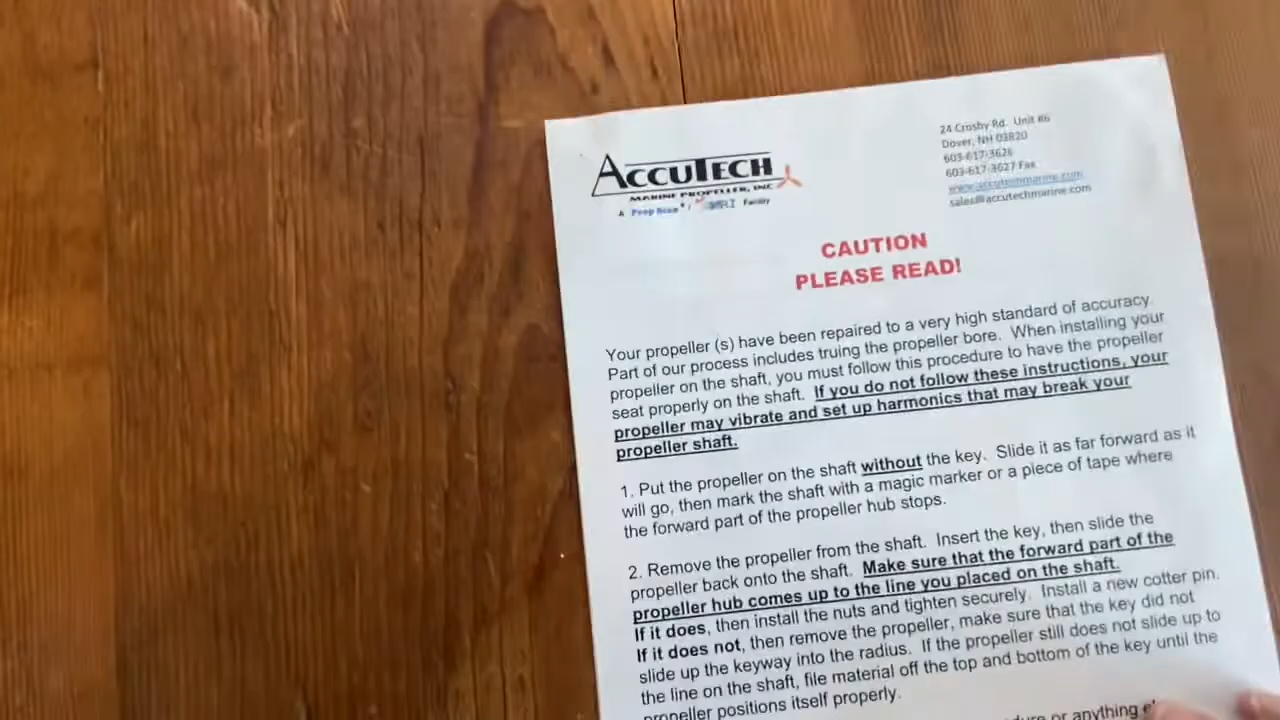 ACCUTECH
MARINE PROPELLER, INC
A Prop Scan® / Facility
24 Crosby Rd. Unit #6
Dover, NH 03820
603-617-3626
603-617-3627 Fax
www.accutechmarine.com
sales@accutechmarine.com
CAUTION
PLEASE READ!
Your propeller (s) have been repaired to a very high standard of accuracy.
Part of our process includes truing the propeller bore. When installing your
propeller on the shaft, you must follow this procedure to have the propeller
seat properly on the shaft. If you do not follow these instructions, your
propeller may vibrate and set up harmonics that may break your
propeller shaft.
1. Put the propeller on the shaft without the key. Slide it as far forward as it
will go, then mark the shaft with a magic marker or a piece of tape where
the forward part of the propeller hub stops.
2. Remove the propeller from the shaft. Insert the key, then slide the
propeller back onto the shaft. Make sure that the forward part of the
propeller hub comes up to the line you placed on the shaft.
If it does, then install the nuts and tighten securely. Install a new cotter pin.
If it does not, then remove the propeller, make sure that the key did not
slide up the keyway into the radius. If the propeller still does not slide up to
the line on the shaft, file material off the top and bottom of the key until the
propeller positions itself properly.
or anything